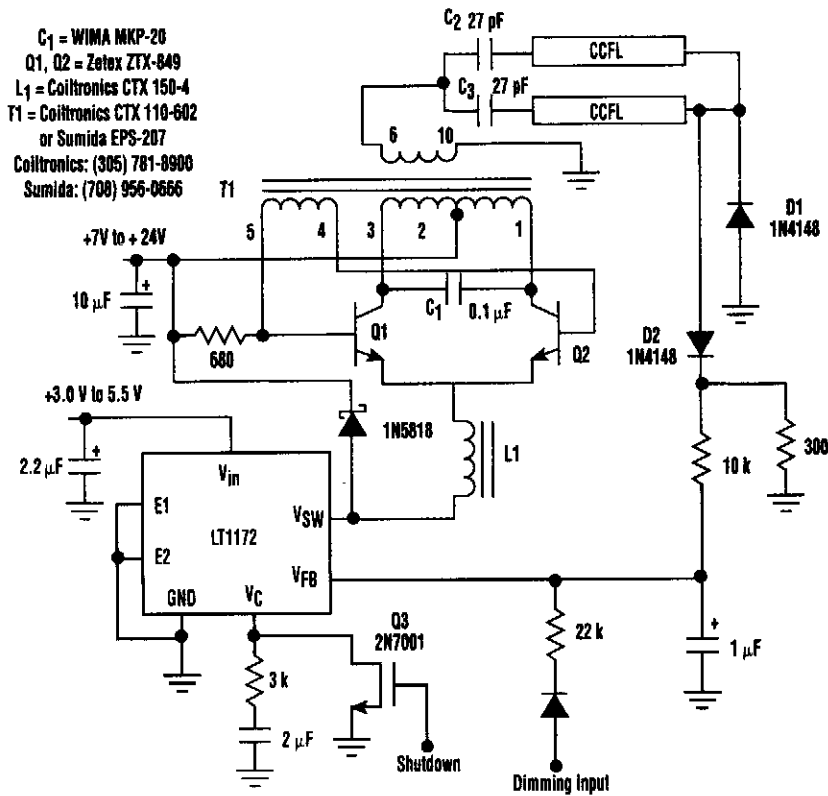 C1 = WIMA MKP-20
Q1, Q2 = Zetex ZTX-849
L1 = Coiltronics CTX 150-4
T1 = Coiltronics CTX 110-602
or Sumida EPS-207
Coiltronics: (305) 781-8900
Sumida: (708) 956-0666
C2 27 pF
CCFL
C3 27 pF
CCFL
6 10
T1
5 4 3 2 1
D1
1N4148
+7V to + 24V
10 µF
C1 0.1 µF
Q1
Q2
680
D2
1N4148
+3.0 V to 5.5 V
1N5818
L1
10 k
300
2.2 µF
Vin
E1
VSW
LT1172
E2
VFB
GND VC
Q3
2N7001
22 k
1 µF
3 k
2 µF
Shutdown
Dimming Input